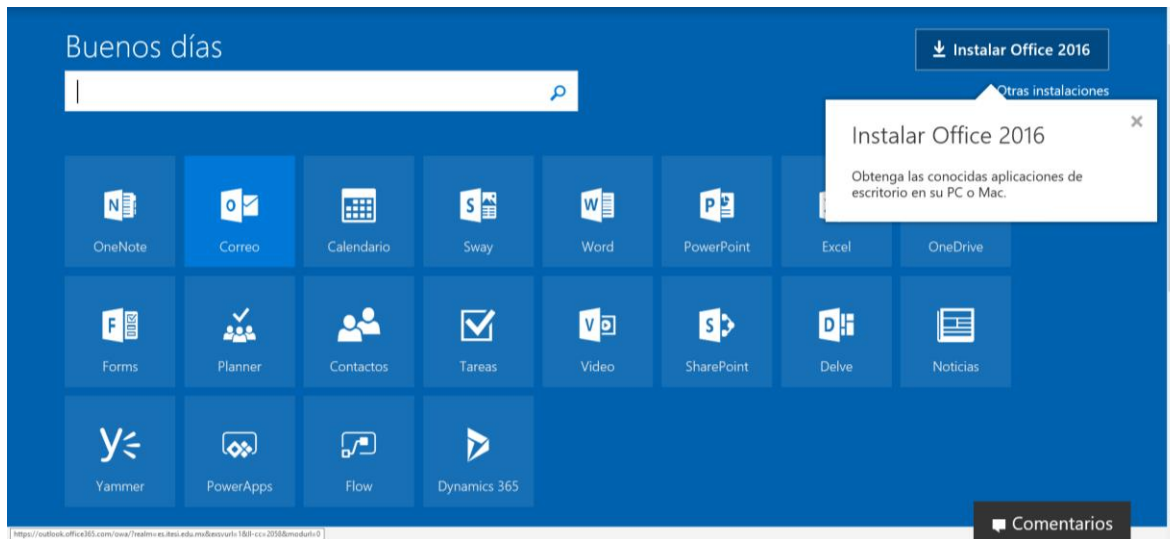 Buenos días
Instalar Office 2016
Otras instalaciones
Instalar Office 2016
Obtenga las conocidas aplicaciones de
escritorio en su PC o Mac.
OneNote
Correo
Calendario
Sway
Word
PowerPoint
Excel
OneDrive
Forms
Planner
Contactos
Tareas
Video
SharePoint
Delve
Noticias
Yammer
PowerApps
Flow
Dynamics 365
Comentarios